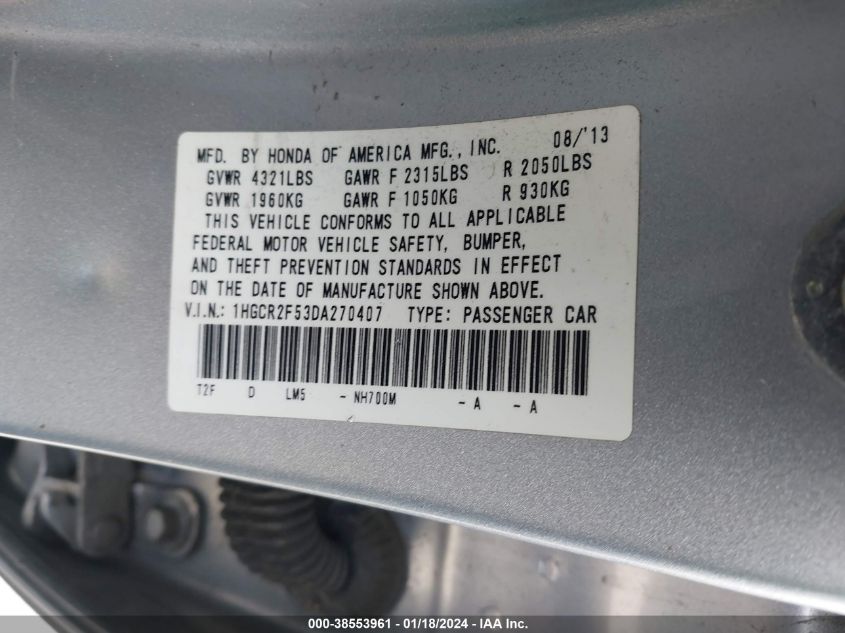 MFD. BY HONDA OF AMERICA MFG., INC. 08/'13
GVWR 4321LBS GAWR F 2315LBS R 2050LBS
GVWR 1960KG GAWR F 1050KG R 930KG
THIS VEHICLE CONFORMS TO ALL APPLICABLE
FEDERAL MOTOR VEHICLE SAFETY, BUMPER,
AND THEFT PREVENTION STANDARDS IN EFFECT
ON THE DATE OF MANUFACTURE SHOWN ABOVE.
V.I.N.: 1HGCR2F53DA270407 TYPE: PASSENGER CAR
T2F D LM5 - NH700M - A - A
000-38553961 - 01/18/2024 - IAA Inc.